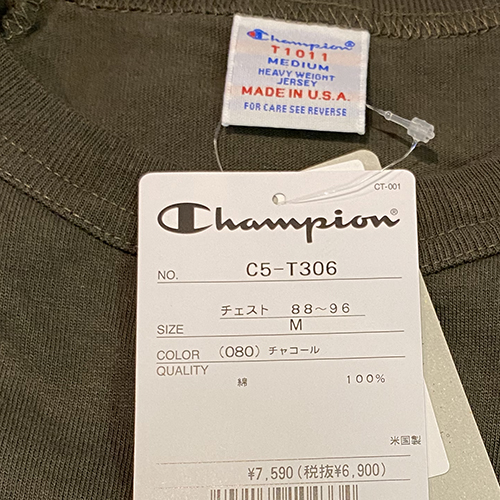 Champion®
T1011
MEDIUM
HEAVY WEIGHT
JERSEY
MADE IN U.S.A.
FOR CARE SEE REVERSE
CT-001
Champion®
NO. C5-T306
チェスト 88〜96
SIZE M
COLOR (080) チャコール
QUALITY
綿 100%
米国製
¥7,590(税抜¥6,900)